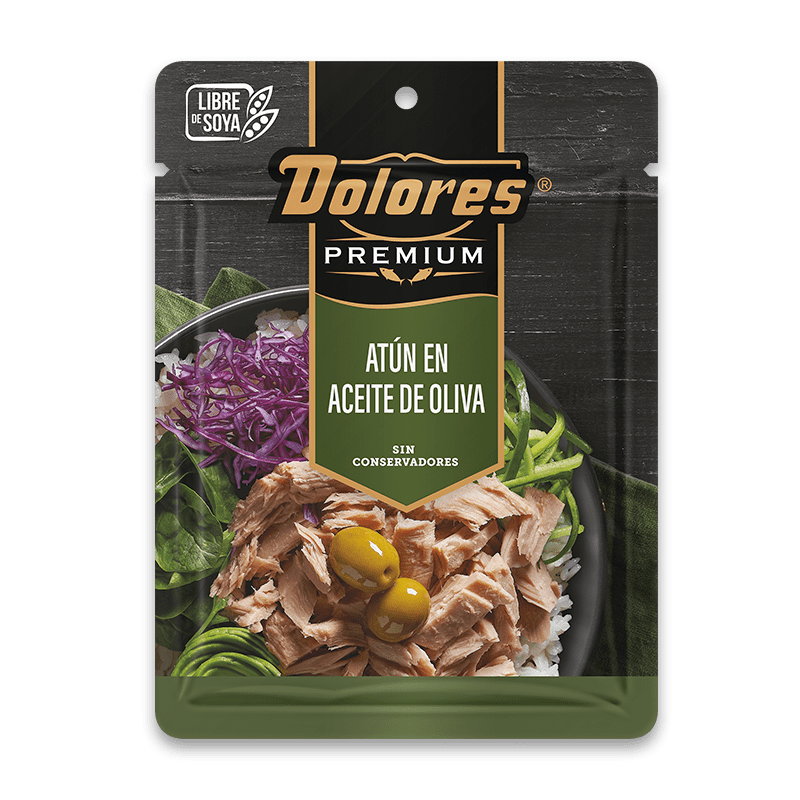 LIBRE
DE SOYA
Dolores®
PREMIUM
ATÚN EN
ACEITE DE OLIVA
SIN
CONSERVADORES